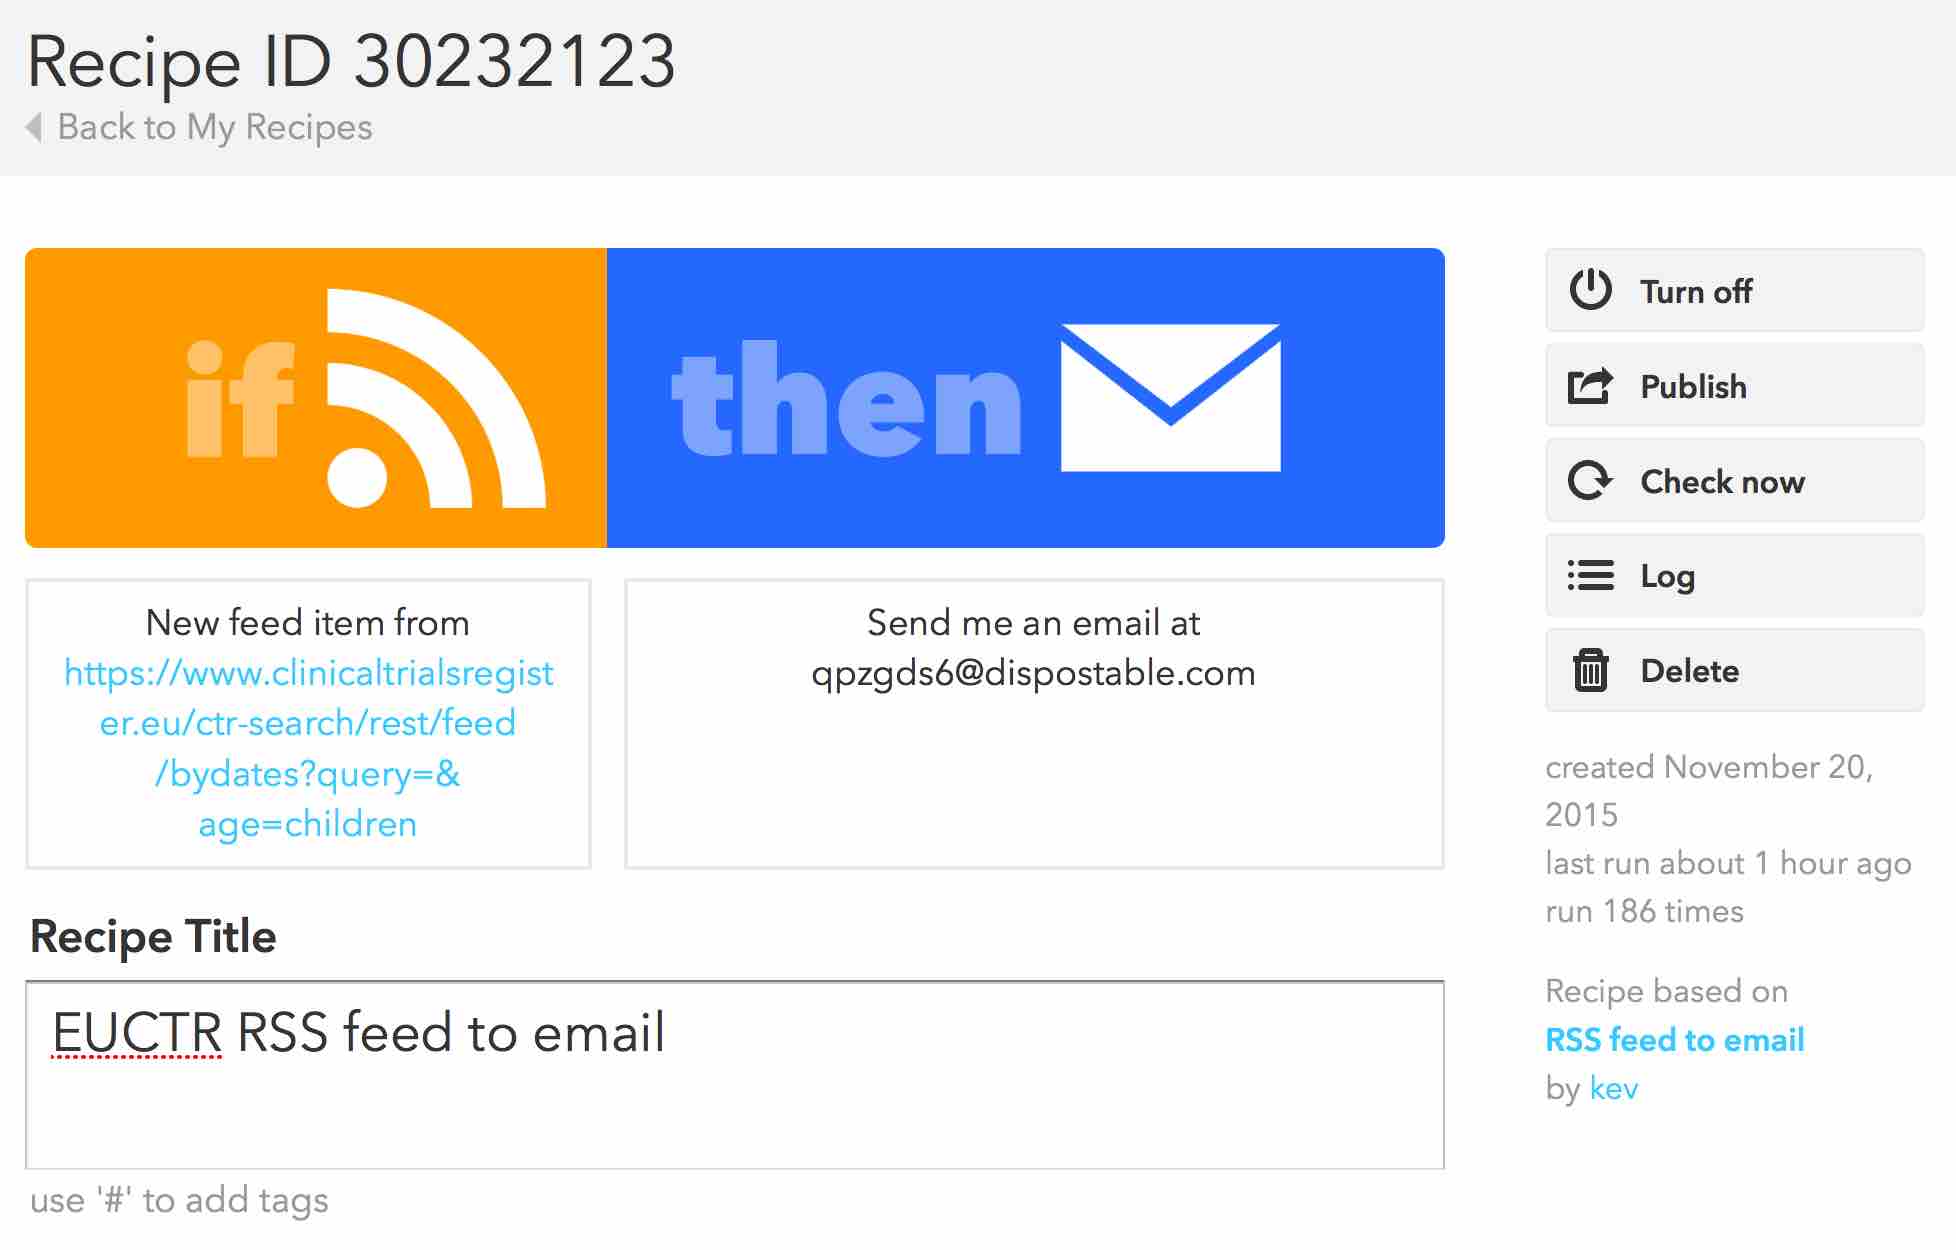 Recipe ID 30232123
Back to My Recipes
if then
New feed item from
https://www.clinicaltrialsregist
er.eu/ctr-search/rest/feed
/bydates?query=&
age=children
Send me an email at
qpzgds6@dispostable.com
Recipe Title
EUCTR RSS feed to email
use '#' to add tags
Turn off
Publish
Check now
Log
Delete
created November 20,
2015
last run about 1 hour ago
run 186 times
Recipe based on
RSS feed to email
by kev